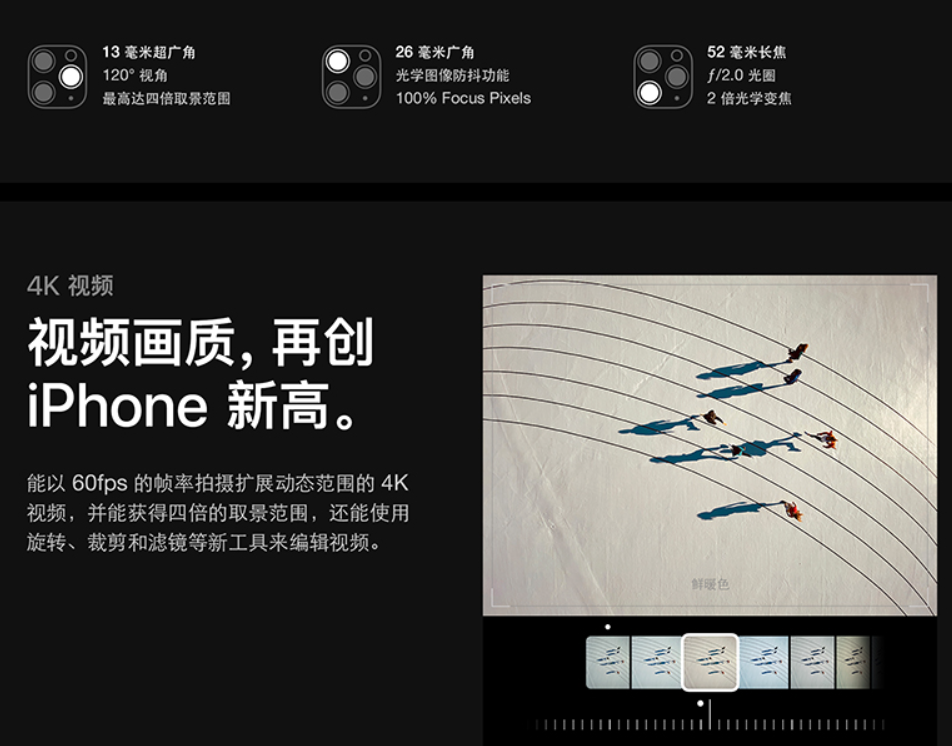 13 毫米超广角
120° 视角
最高达四倍取景范围
26 毫米广角
光学图像防抖功能
100% Focus Pixels
52 毫米长焦
ƒ/2.0 光圈
2 倍光学变焦
4K 视频
视频画质，再创
iPhone 新高。
能以 60fps 的帧率拍摄扩展动态范围的 4K
视频，并能获得四倍的取景范围，还能使用
旋转、裁剪和滤镜等新工具来编辑视频。
鲜暖色